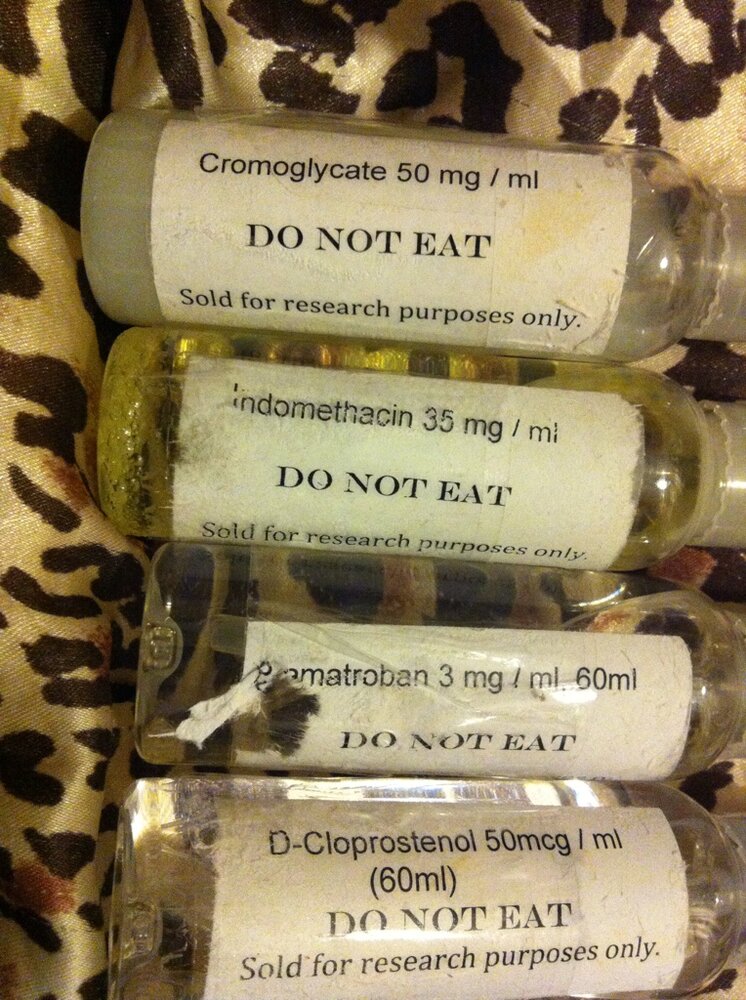 Cromoglycate 50 mg / ml
DO NOT EAT
Sold for research purposes only.
Indomethacin 35 mg / ml
DO NOT EAT
Sold for research purposes only.
3 mg / ml, 60ml
DO NOT EAT
D-Cloprostenol 50mcg / ml
(60ml)
DO NOT EAT
Sold for research purposes only.